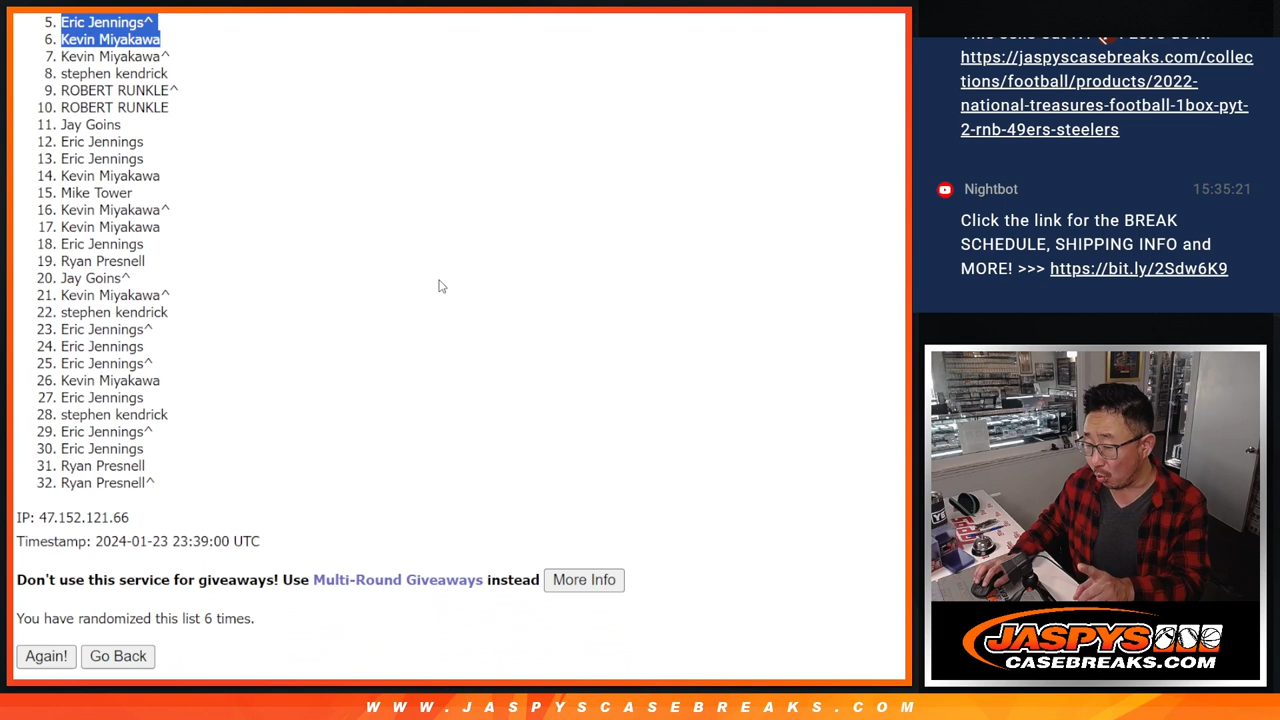 5. Eric Jennings^
6. Kevin Miyakawa
7. Kevin Miyakawa^
8. stephen kendrick
9. ROBERT RUNKLE^
10. ROBERT RUNKLE
11. Jay Goins
12. Eric Jennings
13. Eric Jennings
14. Kevin Miyakawa
15. Mike Tower
16. Kevin Miyakawa^
17. Kevin Miyakawa
18. Eric Jennings
19. Ryan Presnell
20. Jay Goins^
21. Kevin Miyakawa^
22. stephen kendrick
23. Eric Jennings^
24. Eric Jennings
25. Eric Jennings^
26. Kevin Miyakawa
27. Eric Jennings
28. stephen kendrick
29. Eric Jennings^
30. Eric Jennings
31. Ryan Presnell
32. Ryan Presnell^
IP: 47.152.121.66
Timestamp: 2024-01-23 23:39:00 UTC
Don't use this service for giveaways! Use Multi-Round Giveaways instead More Info
You have randomized this list 6 times.
Again! Go Back
https://jaspyscasebreaks.com/collec
tions/football/products/2022-
national-treasures-football-1box-pyt-
2-rnb-49ers-steelers
Nightbot 15:35:21
Click the link for the BREAK
SCHEDULE, SHIPPING INFO and
MORE! >>> https://bit.ly/2Sdw6K9
JASPYS
CASEBREAKS.COM
WWW.JASPYSCASEBREAKS.COM